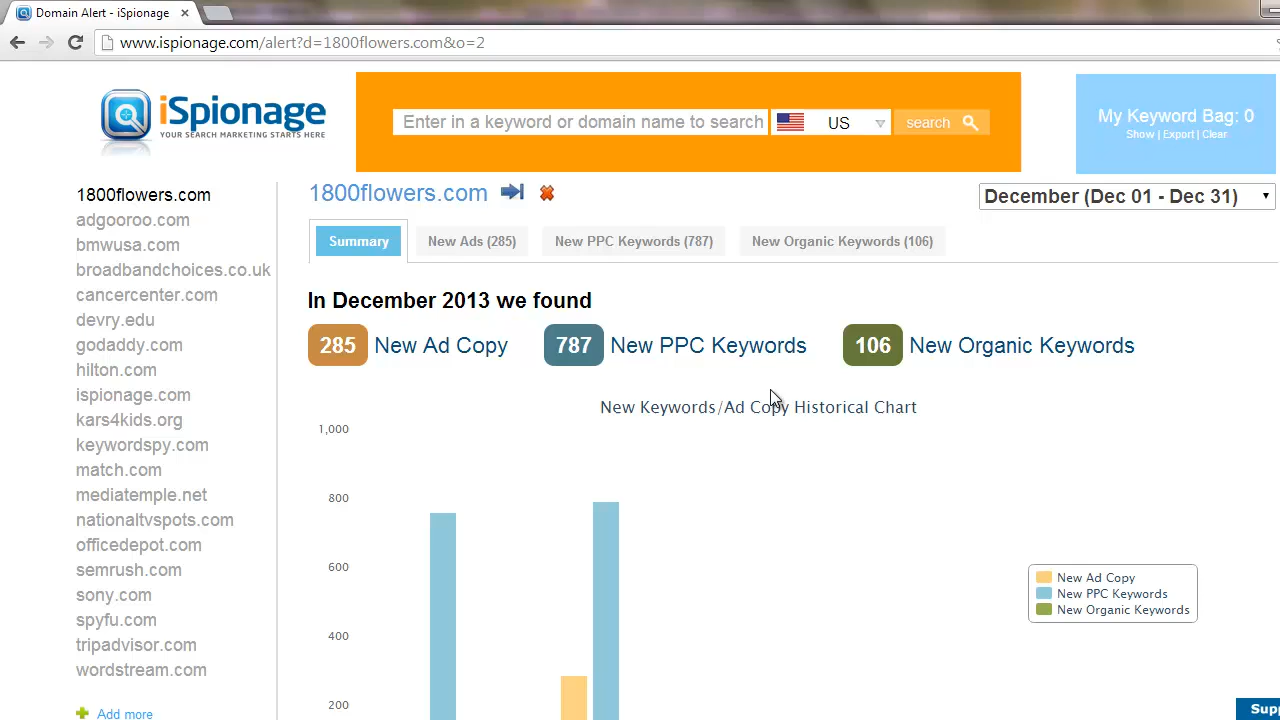 Domain Alert - iSpionage
www.ispionage.com/alert?d=1800flowers.com&o=2
iSpionage
YOUR SEARCH MARKETING STARTS HERE
Enter in a keyword or domain name to search
US
search
My Keyword Bag: 0
Show | Export | Clear
1800flowers.com
adgooroo.com
bmwusa.com
broadbandchoices.co.uk
cancercenter.com
devry.edu
godaddy.com
hilton.com
ispionage.com
kars4kids.org
keywordspy.com
match.com
mediatemple.net
nationaltvspots.com
officedepot.com
semrush.com
sony.com
spyfu.com
tripadvisor.com
wordstream.com
Add more
1800flowers.com
December (Dec 01 - Dec 31)
Summary
New Ads (285)
New PPC Keywords (787)
New Organic Keywords (106)
In December 2013 we found
285 New Ad Copy
787 New PPC Keywords
106 New Organic Keywords
New Keywords/Ad Copy Historical Chart
1,000
800
600
400
200
New Ad Copy
New PPC Keywords
New Organic Keywords
Supp